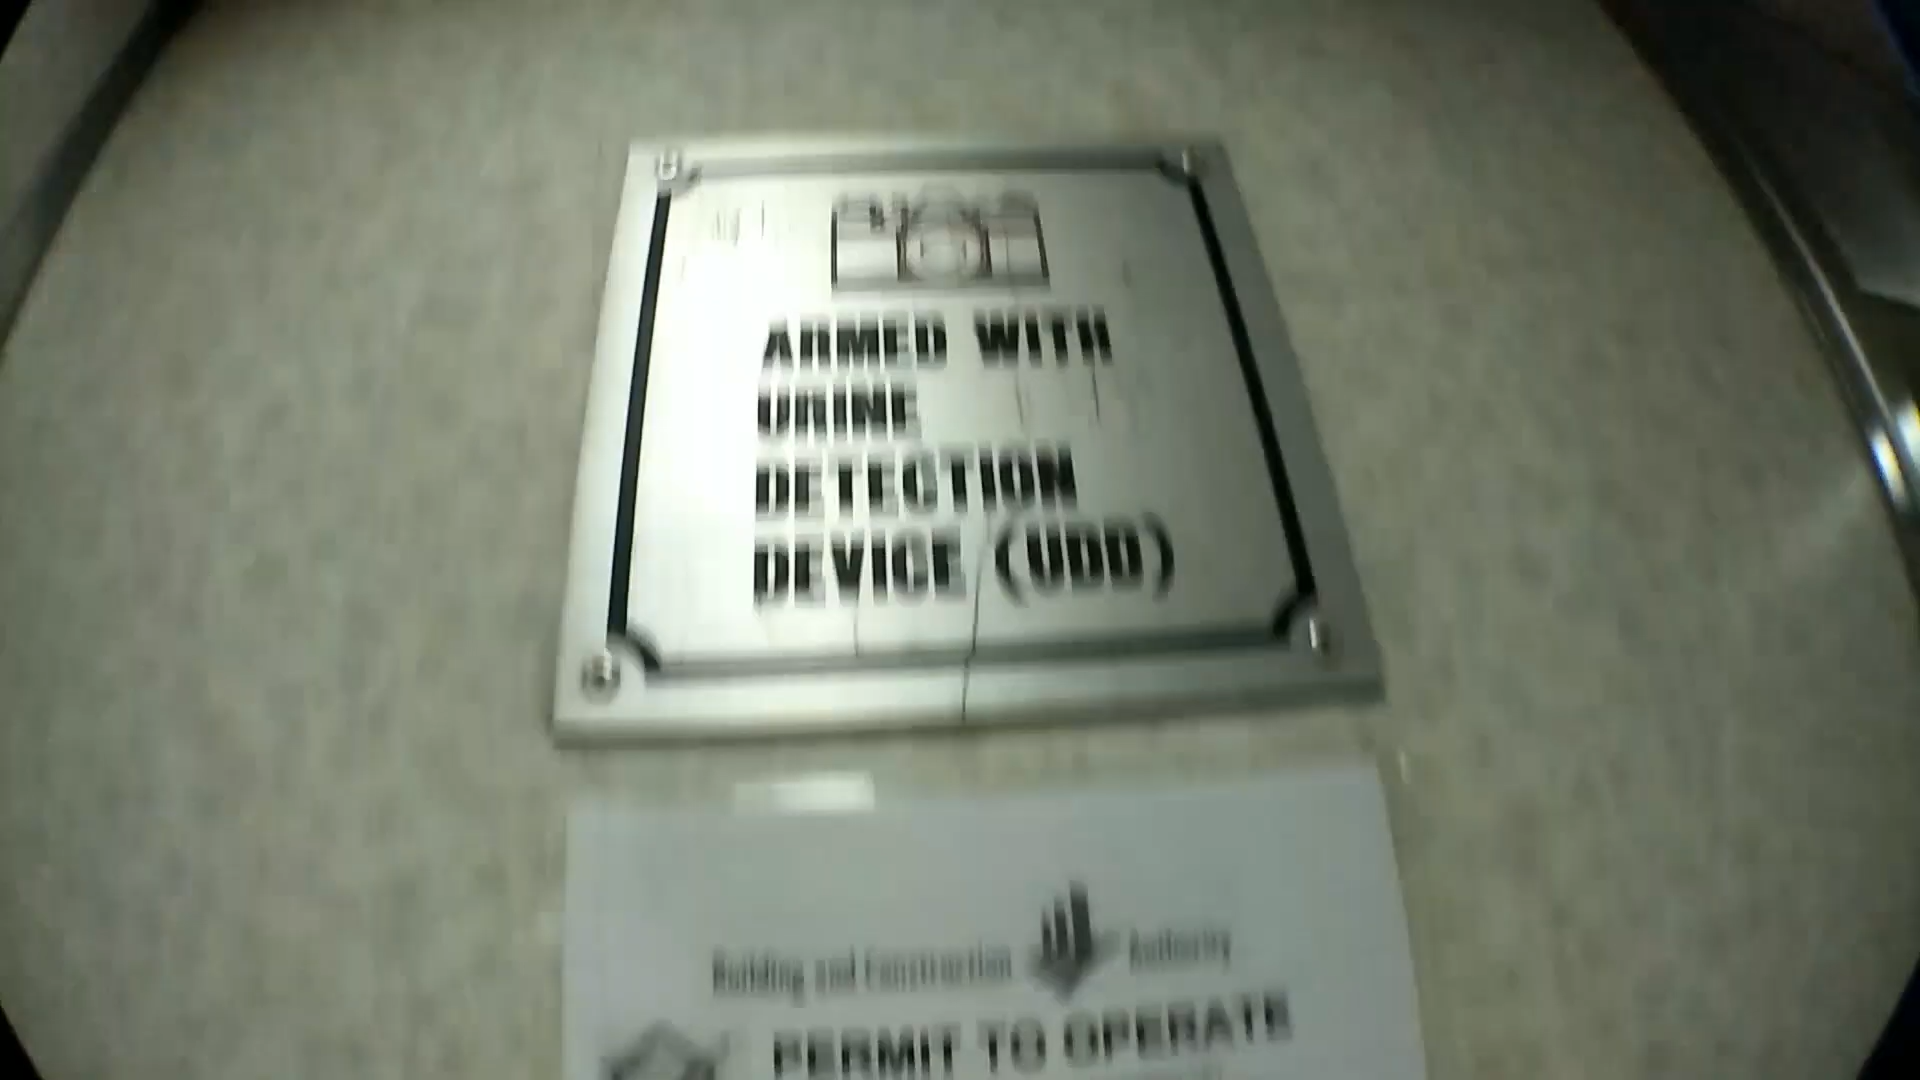 ARMED WITH
URINE
DETECTION
DEVICE (UDD)
Building and Construction Authority
PERMIT TO OPERATE